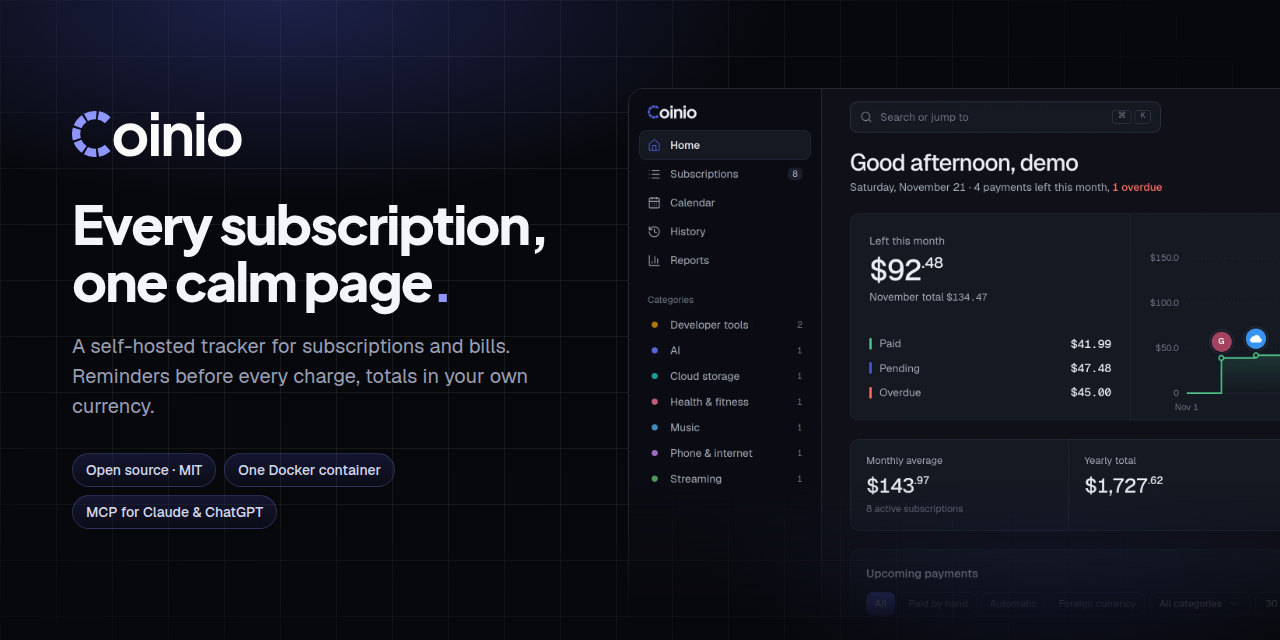 Coinio
Every subscription,
one calm page.
A self-hosted tracker for subscriptions and bills.
Reminders before every charge, totals in your own
currency.
Open source · MIT
One Docker container
MCP for Claude & ChatGPT
Coinio
Home
Subscriptions 8
Calendar
History
Reports
Categories
Developer tools 2
AI 1
Cloud storage 1
Health & fitness 1
Music 1
Phone & internet 1
Streaming 1
Search or jump to ⌘ K
Good afternoon, demo
Saturday, November 21 · 4 payments left this month, 1 overdue
Left this month
$92.48
November total $134.47
Paid $41.99
Pending $47.48
Overdue $45.00
$150.0
$100.0
$50.0
0
G
Nov 1
Monthly average
$143.97
8 active subscriptions
Yearly total
$1,727.62
Upcoming payments
All Paid by hand Automatic Foreign currency All categories 30